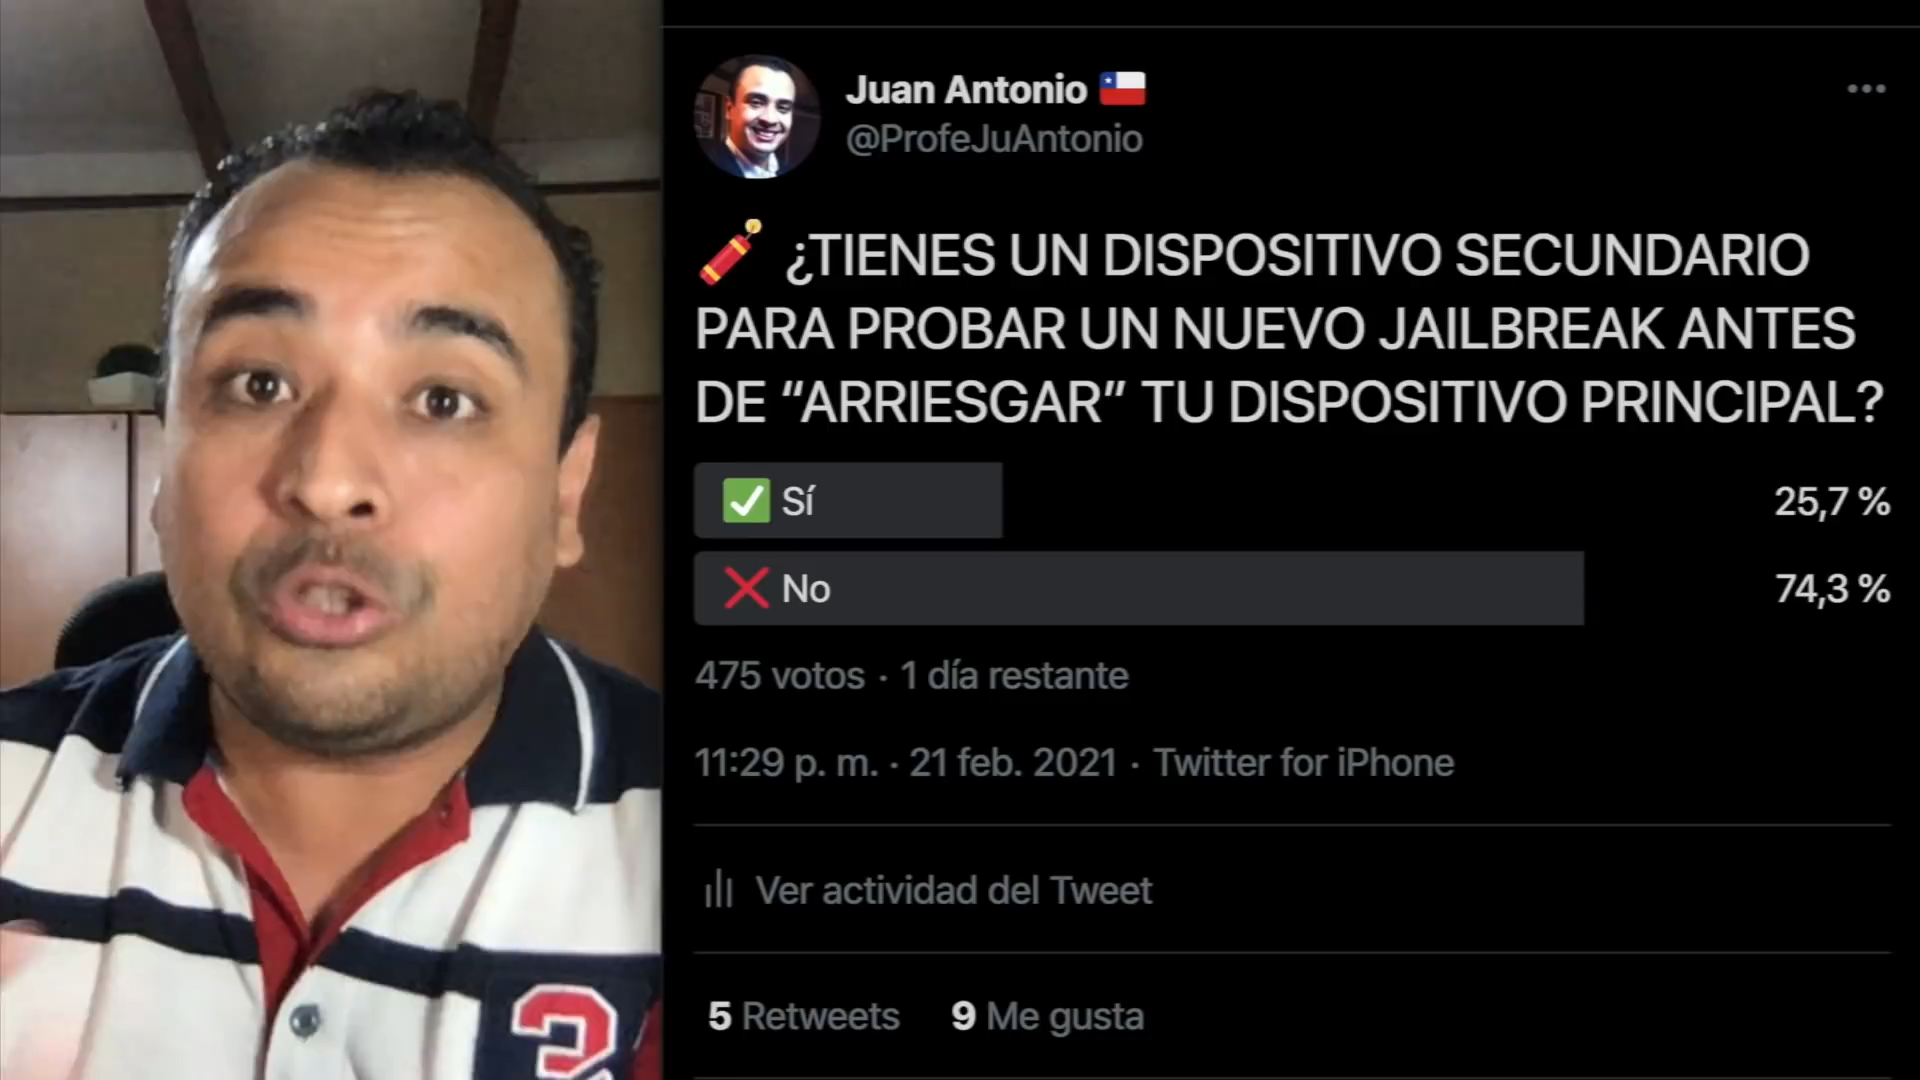 Juan Antonio 🇨🇱
@ProfeJuAntonio
🧨 ¿TIENES UN DISPOSITIVO SECUNDARIO
PARA PROBAR UN NUEVO JAILBREAK ANTES
DE “ARRIESGAR” TU DISPOSITIVO PRINCIPAL?
✅ Sí 25,7 %
❌ No 74,3 %
475 votos · 1 día restante
11:29 p. m. · 21 feb. 2021 · Twitter for iPhone
Ver actividad del Tweet
5 Retweets 9 Me gusta
3